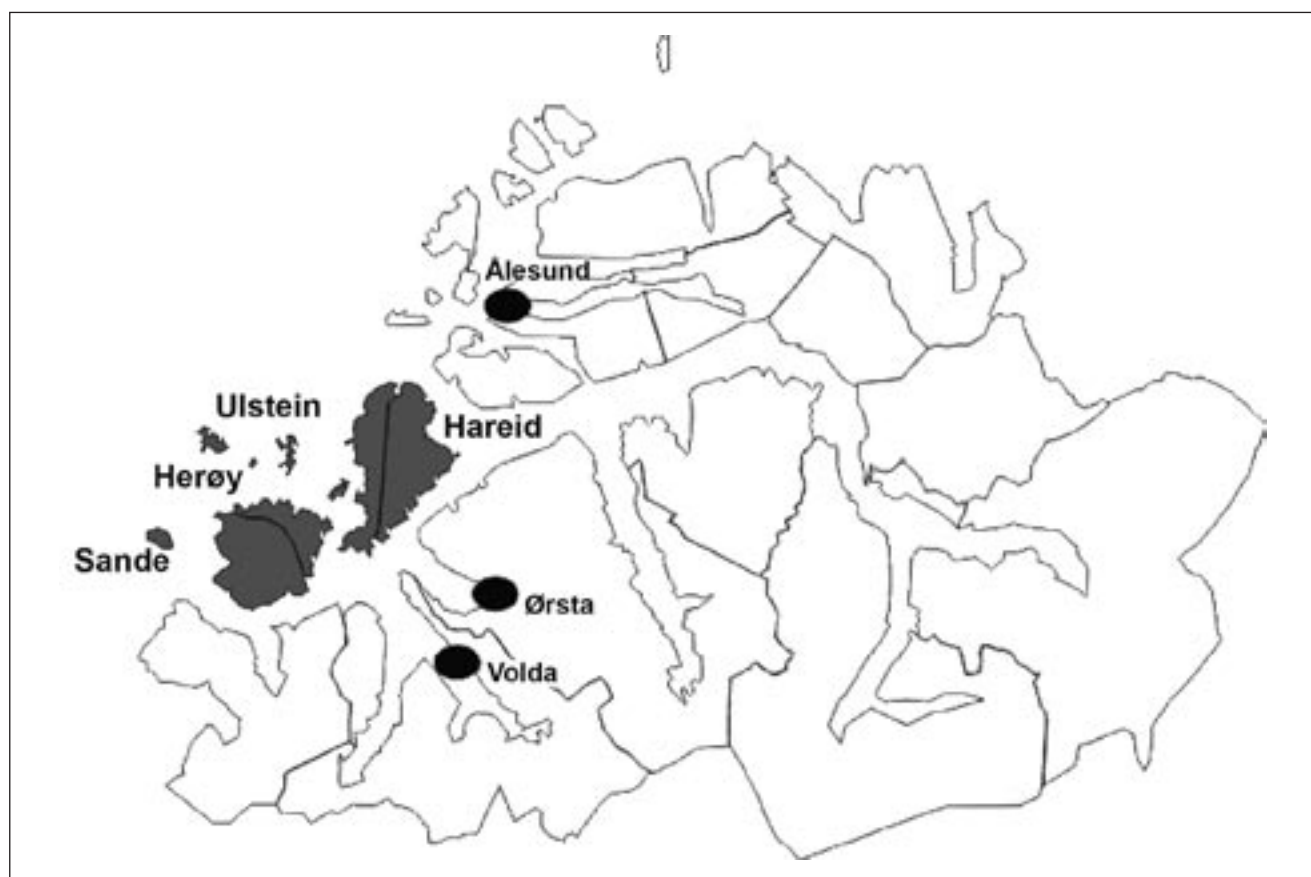 Ålesund
Ulstein
Hareid
Herøy
Sande
Ørsta
Volda